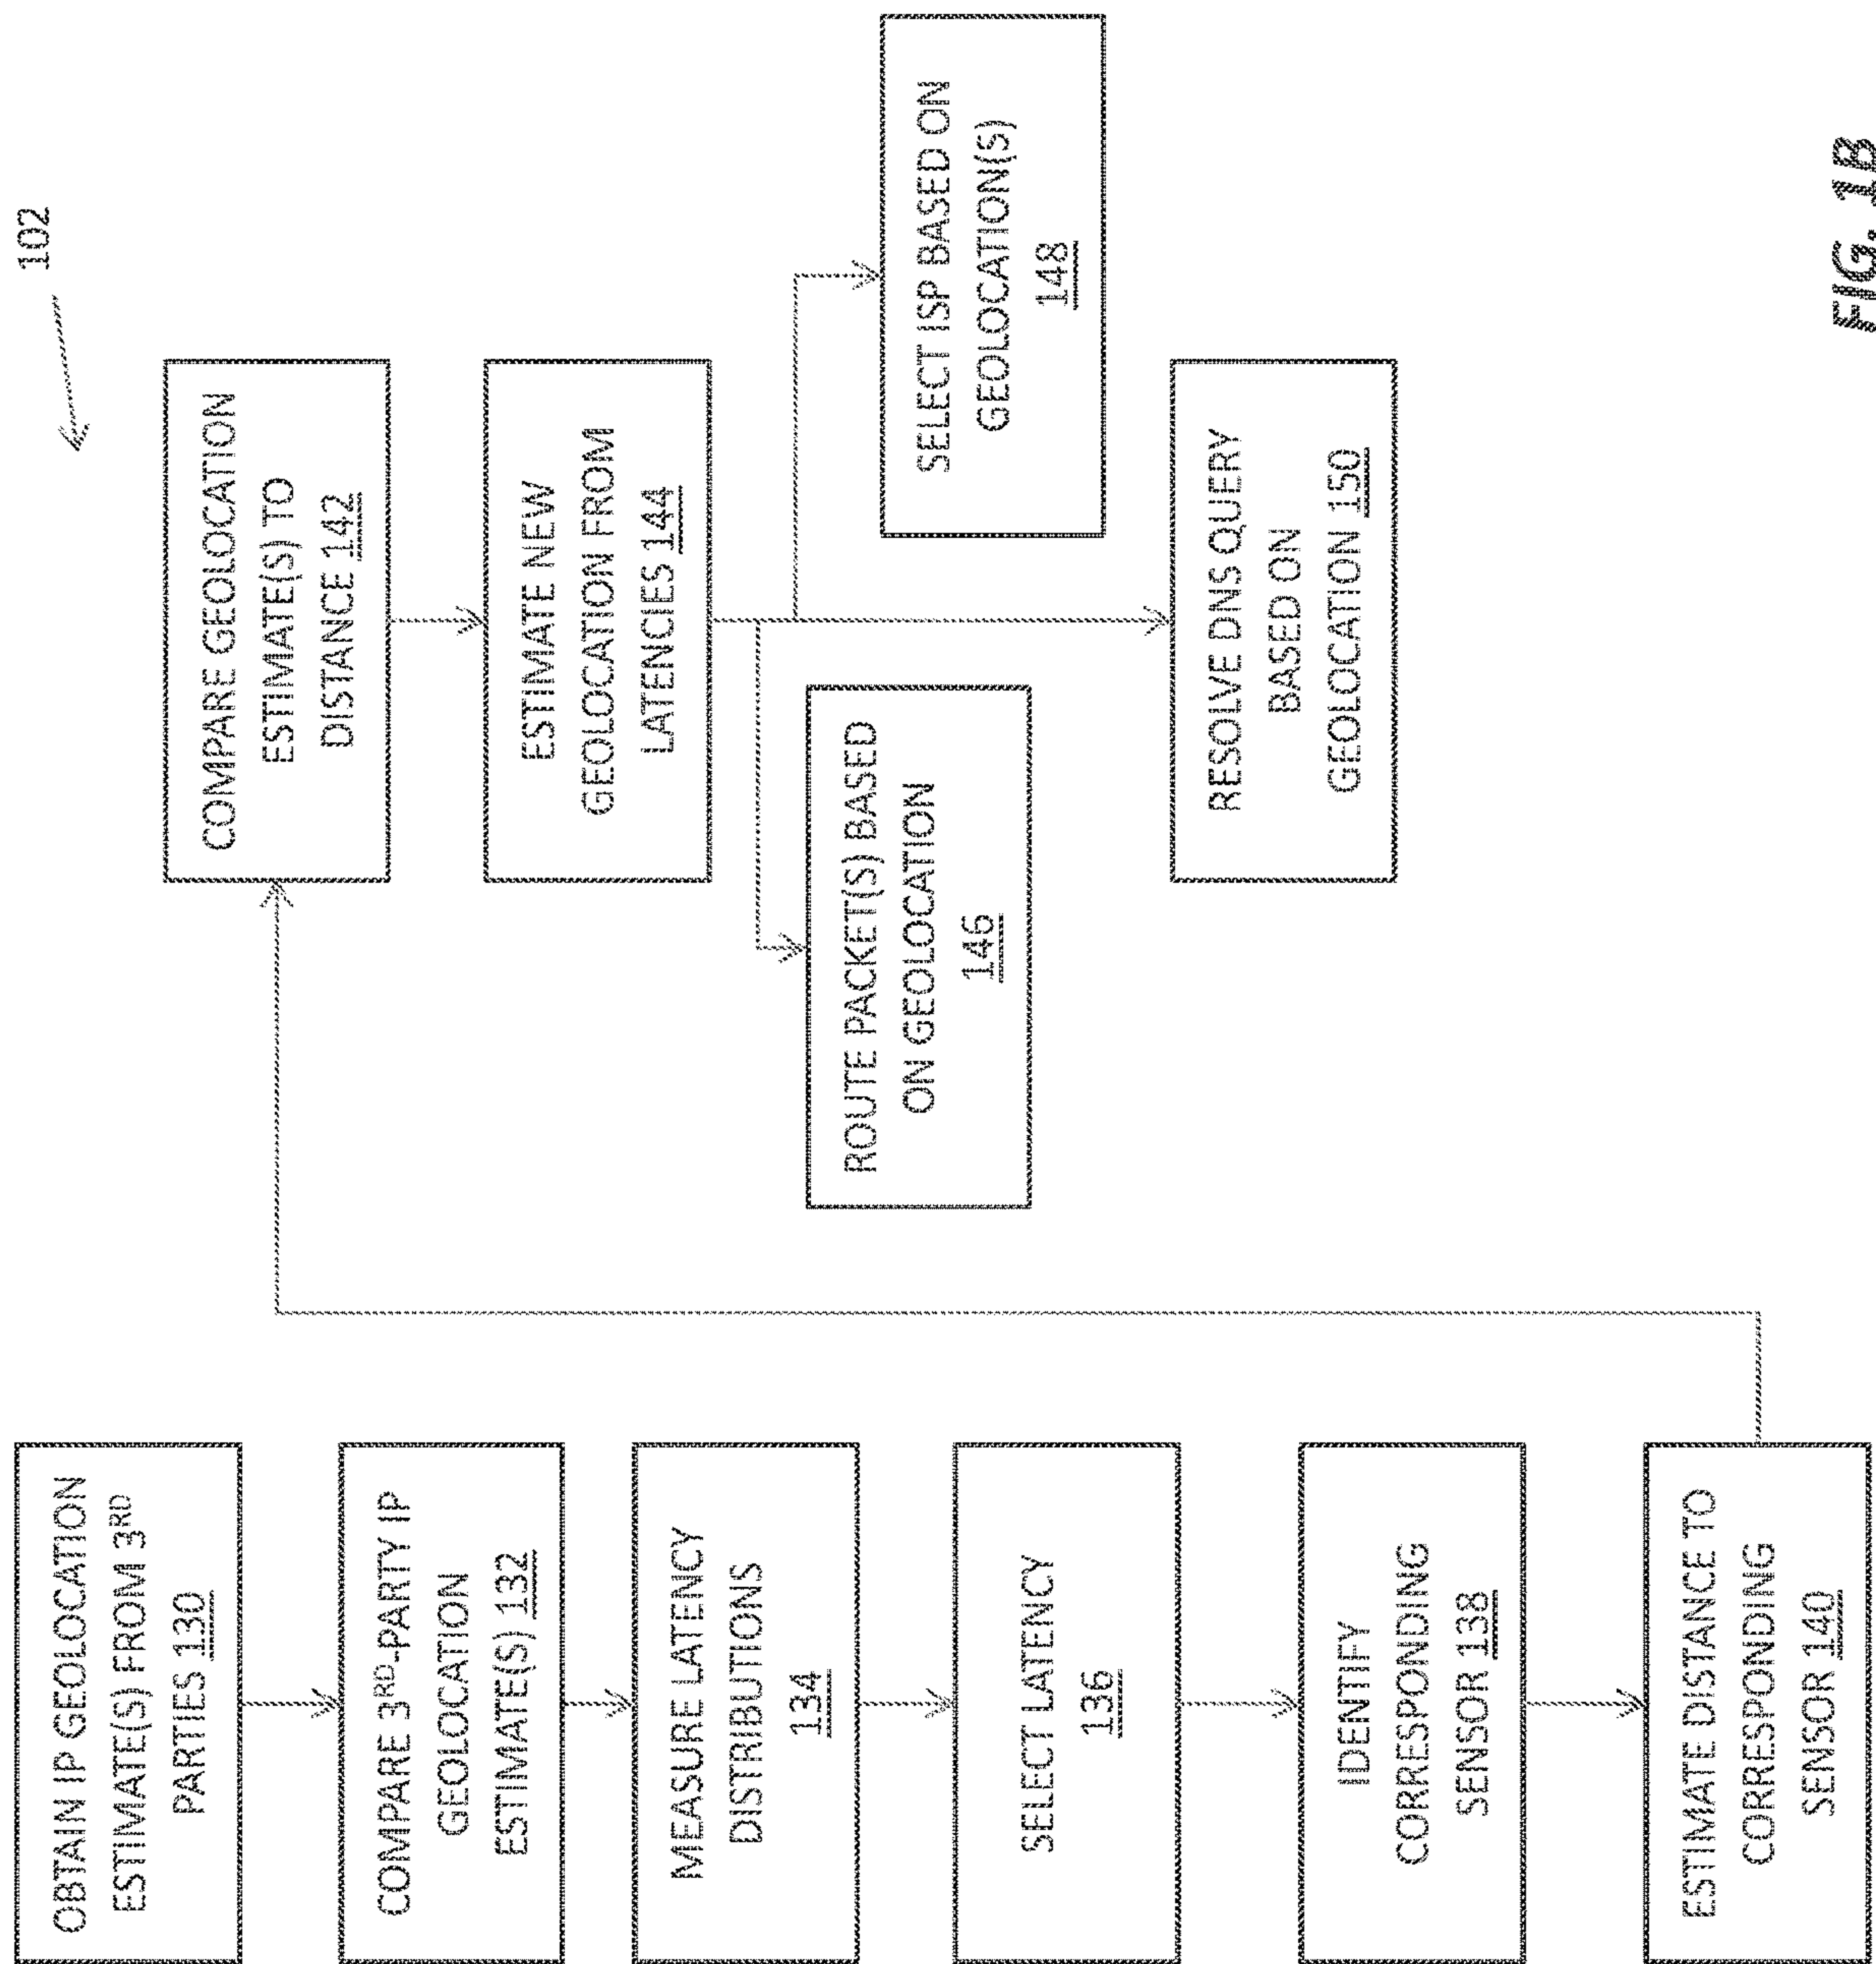 102
OBTAIN IP GEOLOCATION
ESTIMATE(S) FROM 3RD
PARTIES 130
COMPARE 3RD-PARTY IP
GEOLOCATION
ESTIMATE(S) 132
MEASURE LATENCY
DISTRIBUTIONS
134
SELECT LATENCY
136
IDENTIFY
CORRESPONDING
SENSOR 138
ESTIMATE DISTANCE TO
CORRESPONDING
SENSOR 140
COMPARE GEOLOCATION
ESTIMATE(S) TO
DISTANCE 142
ESTIMATE NEW
GEOLOCATION FROM
LATENCIES 144
ROUTE PACKET(S) BASED
ON GEOLOCATION
146
SELECT ISP BASED ON
GEOLOCATION(S)
148
RESOLVE DNS QUERY
BASED ON
GEOLOCATION 150
FIG. 1B